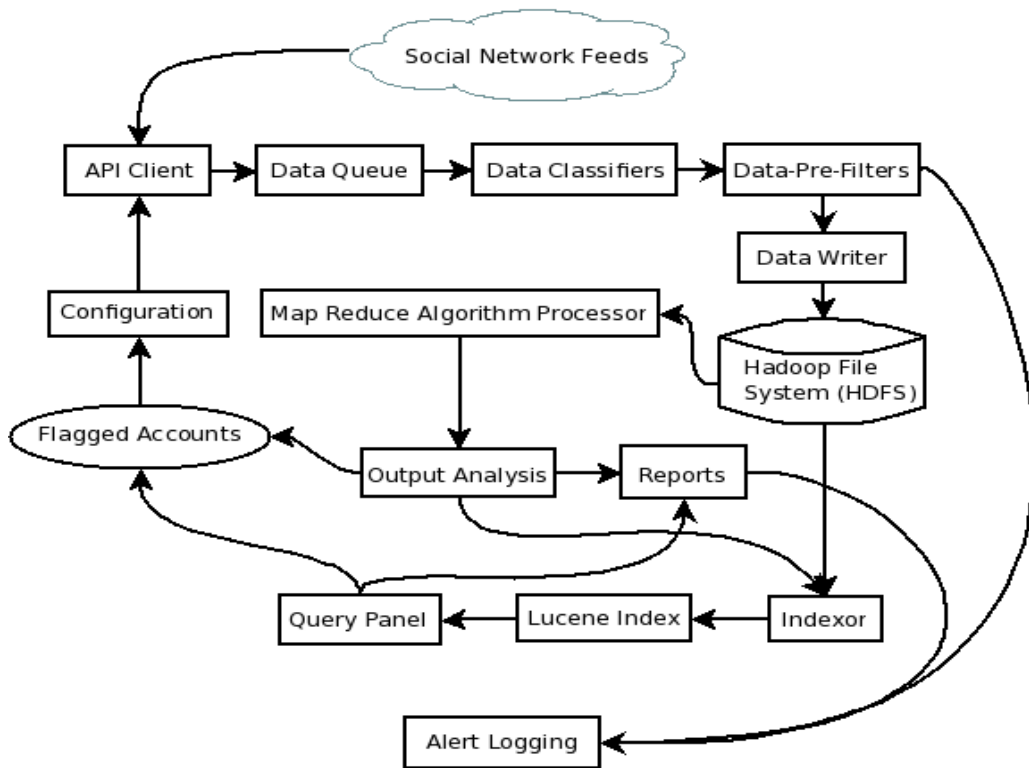 Social Network Feeds
API Client
Data Queue
Data Classifiers
Data-Pre-Filters
Data Writer
Configuration
Map Reduce Algorithm Processor
Hadoop File
System (HDFS)
Flagged Accounts
Output Analysis
Reports
Query Panel
Lucene Index
Indexor
Alert Logging